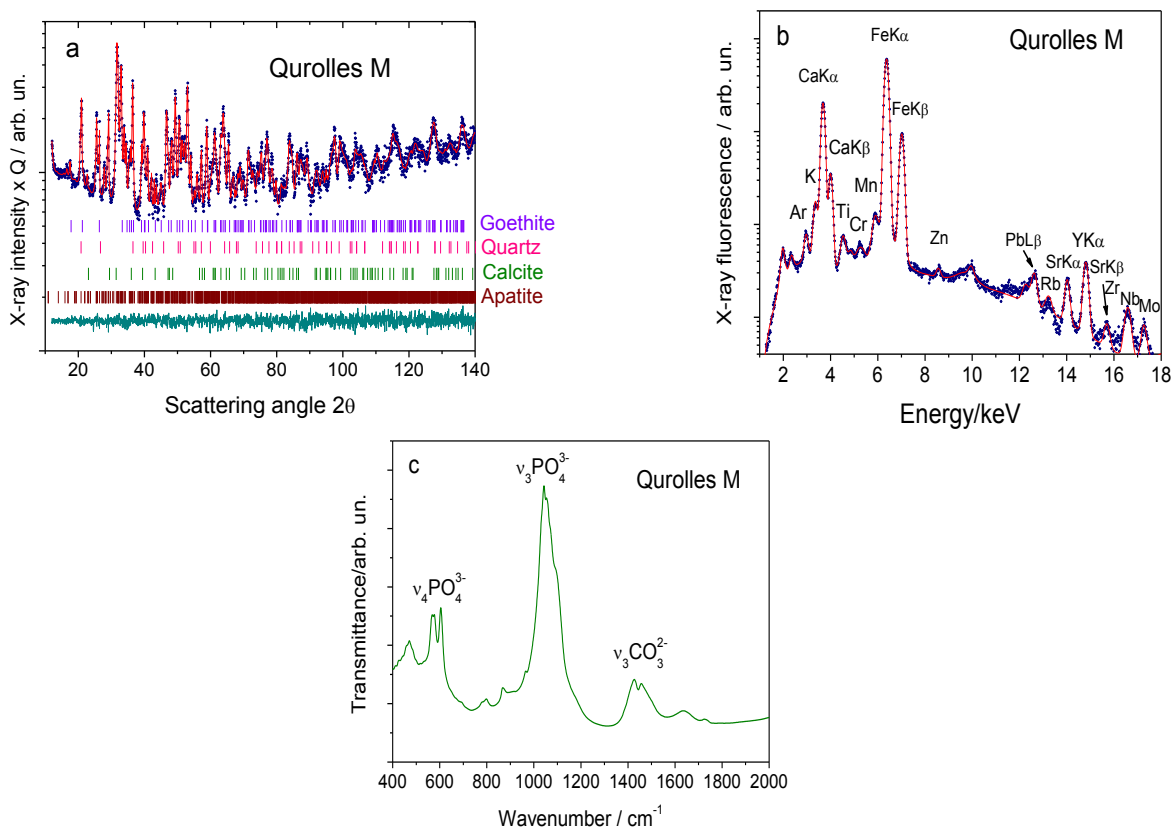 a
Qurolles M
X-ray intensity x Q / arb. un.
Goethite
Quartz
Calcite
Apatite
20 40 60 80 100 120 140
Scattering angle 2θ
b
Qurolles M
X-ray fluorescence / arb. un.
FeKα
CaKα
FeKβ
CaKβ
K
Mn
Ar
Ti
Cr
Zn
PbLβ
YKα
SrKα
SrKβ
Rb
Zr
Nb
Mo
2 4 6 8 10 12 14 16 18
Energy/keV
c
Qurolles M
Transmittance/arb. un.
ν₃PO₄³⁻
ν₄PO₄³⁻
ν₃CO₃²⁻
400 600 800 1000 1200 1400 1600 1800 2000
Wavenumber / cm⁻¹